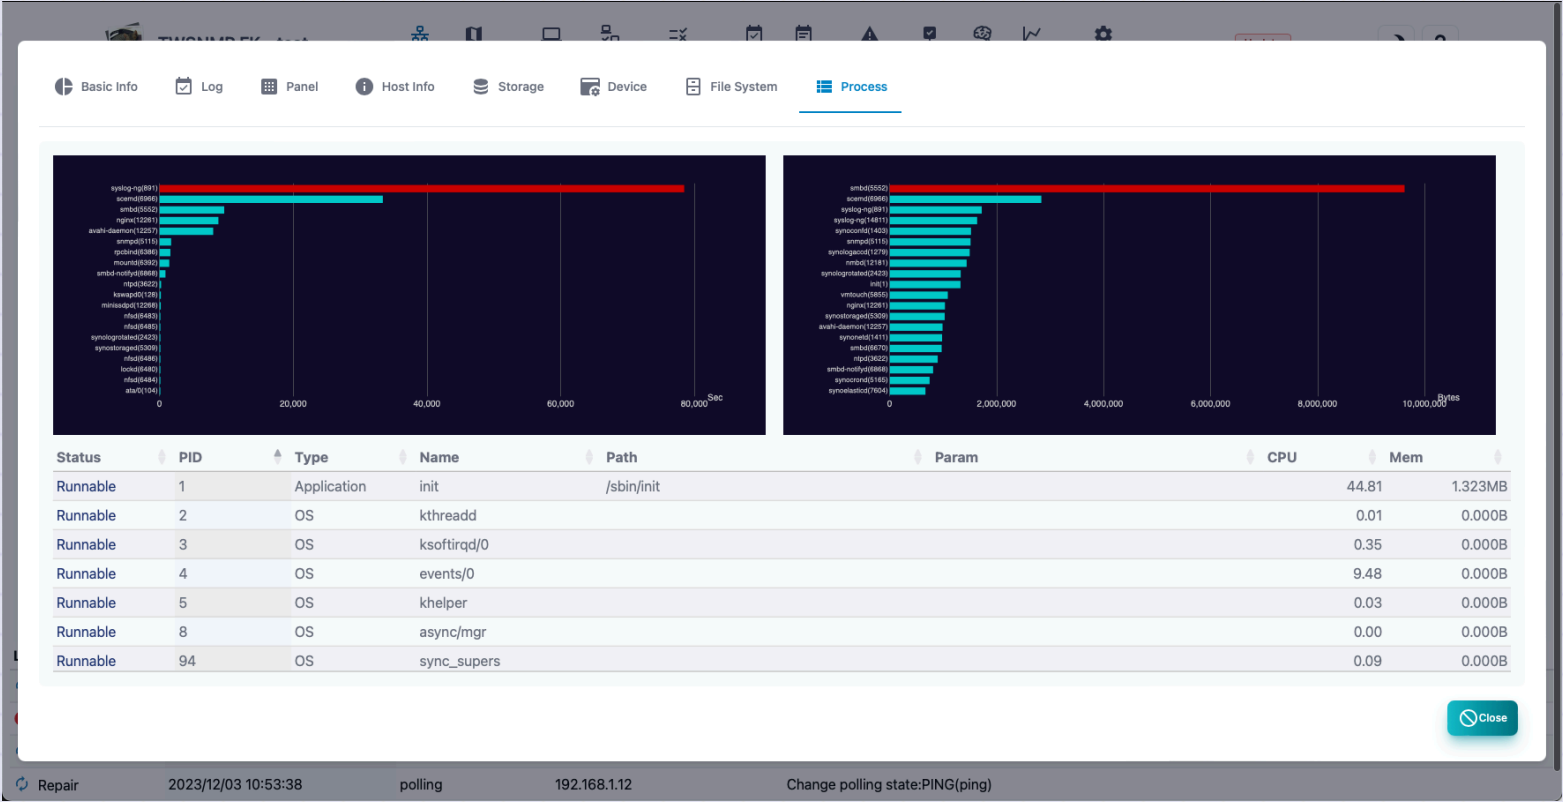 Basic Info Log Panel Host Info Storage Device File System Process
syslog-ng(891)
scemd(6966)
smbd(5552)
nginx(12261)
avahi-daemon(12257)
snmpd(5115)
rpcbind(6386)
mountd(6392)
smbd-notifyd(6868)
ntpd(3622)
kswapd0(128)
minissdpd(12268)
nfsd(6483)
nfsd(6485)
synologrotated(2423)
synostoraged(5309)
nfsd(6486)
lockd(6480)
nfsd(6484)
ata/0(104)
Sec
0 20,000 40,000 60,000 80,000
smbd(5552)
scemd(6966)
syslog-ng(891)
syslog-ng(14811)
synoconfd(1403)
snmpd(5115)
synologaccd(1279)
nmbd(12181)
synologrotated(2423)
init(1)
vmtouch(5855)
nginx(12261)
synostoraged(5309)
avahi-daemon(12257)
synonetd(1411)
smbd(6670)
ntpd(3622)
smbd-notifyd(6868)
synocrond(5165)
synoelasticd(7604)
Bytes
0 2,000,000 4,000,000 6,000,000 8,000,000 10,000,000
Status PID Type Name Path Param CPU Mem
Runnable 1 Application init /sbin/init 44.81 1.323MB
Runnable 2 OS kthreadd 0.01 0.000B
Runnable 3 OS ksoftirqd/0 0.35 0.000B
Runnable 4 OS events/0 9.48 0.000B
Runnable 5 OS khelper 0.03 0.000B
Runnable 8 OS async/mgr 0.00 0.000B
Runnable 94 OS sync_supers 0.09 0.000B
Close
Repair 2023/12/03 10:53:38 polling 192.168.1.12 Change polling state:PING(ping)